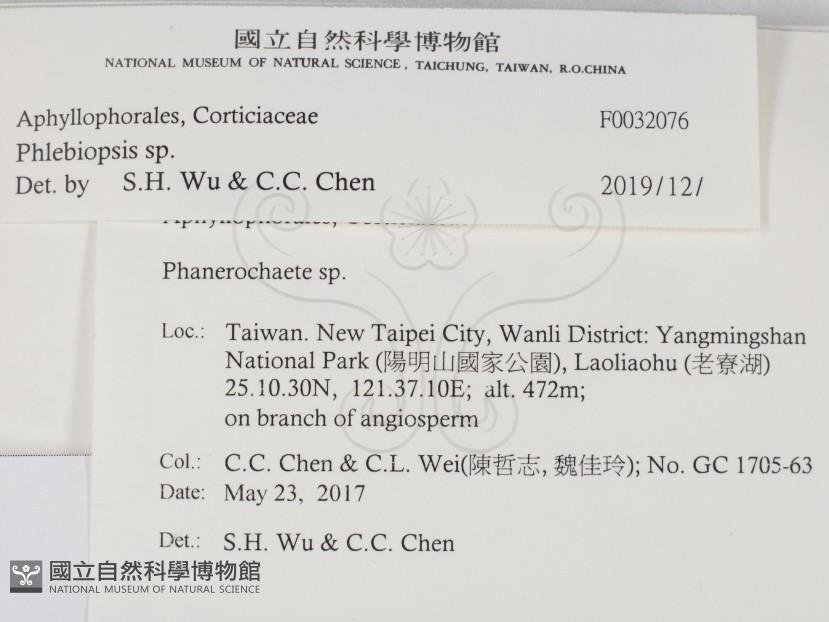 國立自然科學博物館
NATIONAL MUSEUM OF NATURAL SCIENCE, TAICHUNG, TAIWAN, R.O.CHINA
Aphyllophorales, Corticiaceae F0032076
Phlebiopsis sp.
Det. by S.H. Wu & C.C. Chen 2019/12/
Phanerochaete sp.
Loc.: Taiwan. New Taipei City, Wanli District: Yangmingshan
National Park (陽明山國家公園), Laoliaohu (老寮湖)
25.10.30N, 121.37.10E; alt. 472m;
on branch of angiosperm
Col.: C.C. Chen & C.L. Wei(陳哲志, 魏佳玲); No. GC 1705-63
Date: May 23, 2017
Det.: S.H. Wu & C.C. Chen
國立自然科學博物館
NATIONAL MUSEUM OF NATURAL SCIENCE